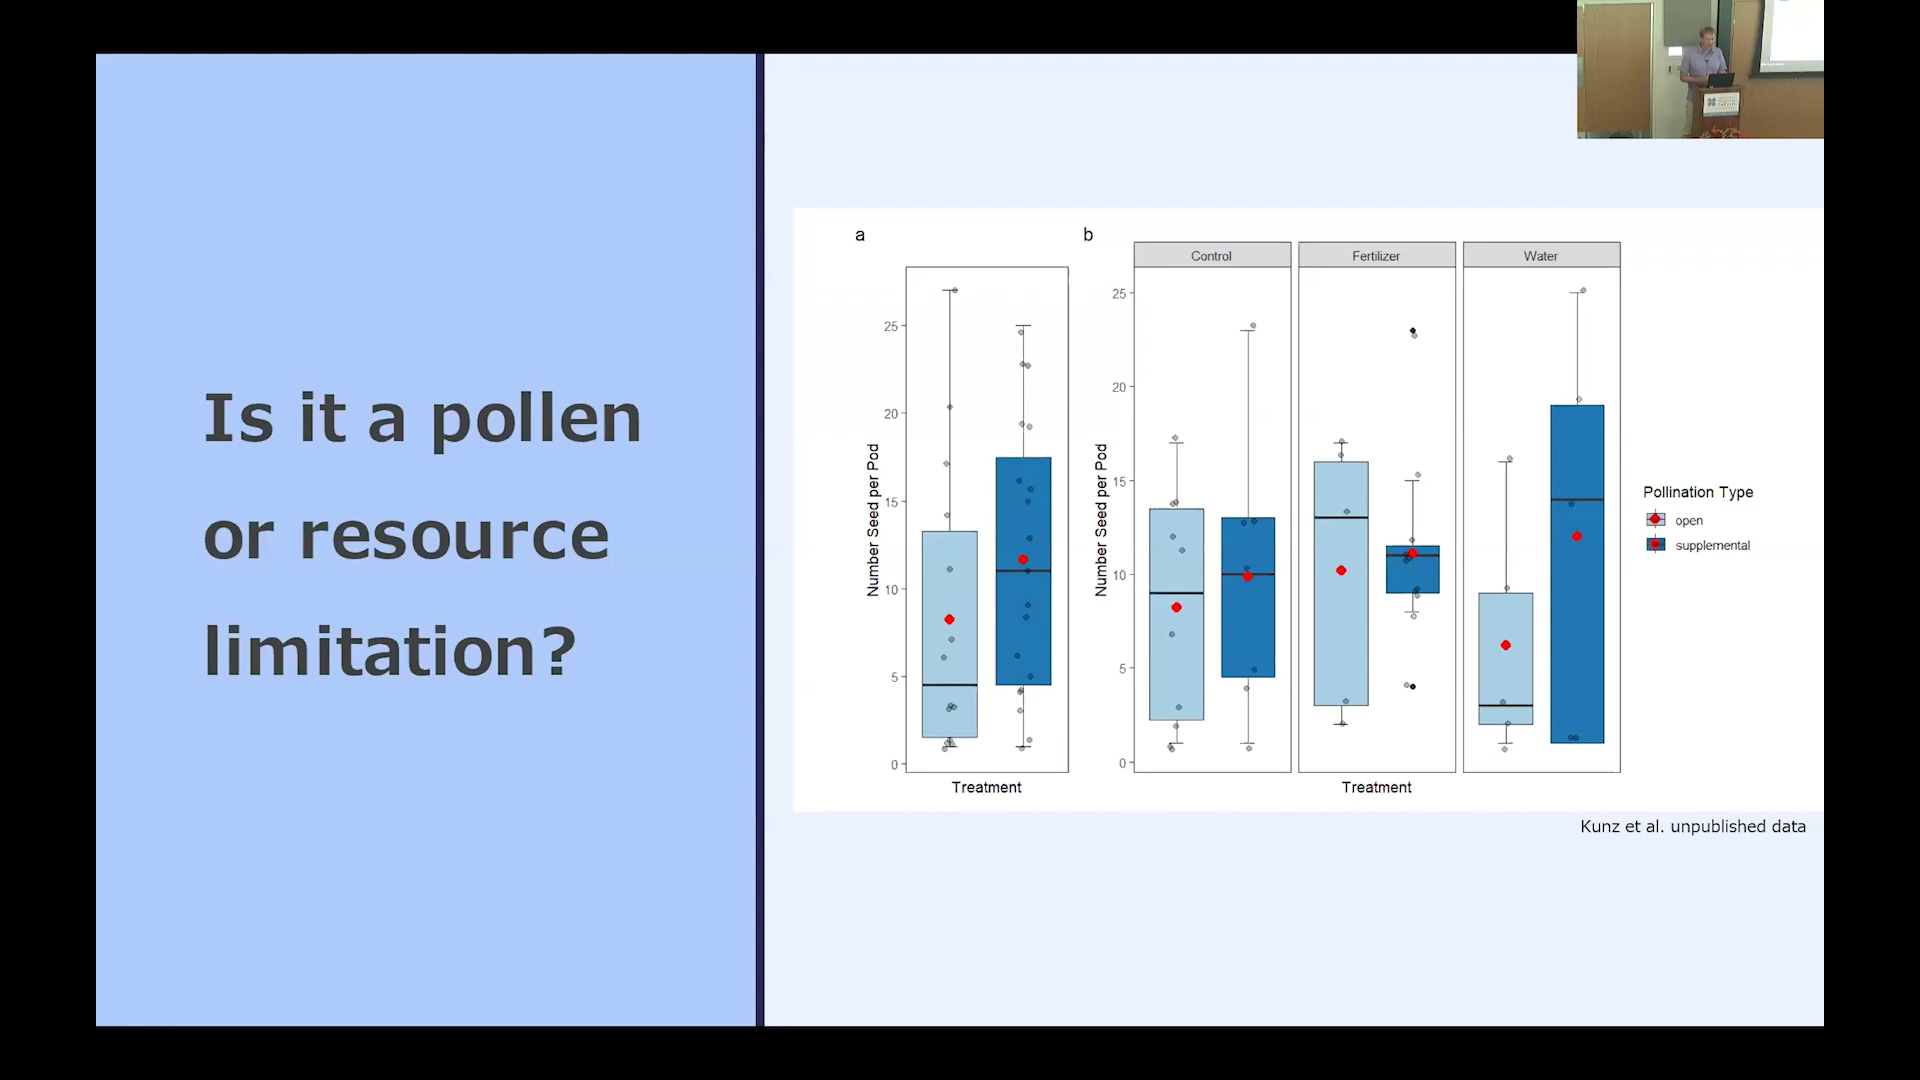 Is it a pollen
or resource
limitation?
a
b
Control
Fertilizer
Water
Number Seed per Pod
25
20
15
10
5
0
Treatment
Number Seed per Pod
25
20
15
10
5
0
Treatment
Pollination Type
open
supplemental
Kunz et al. unpublished data